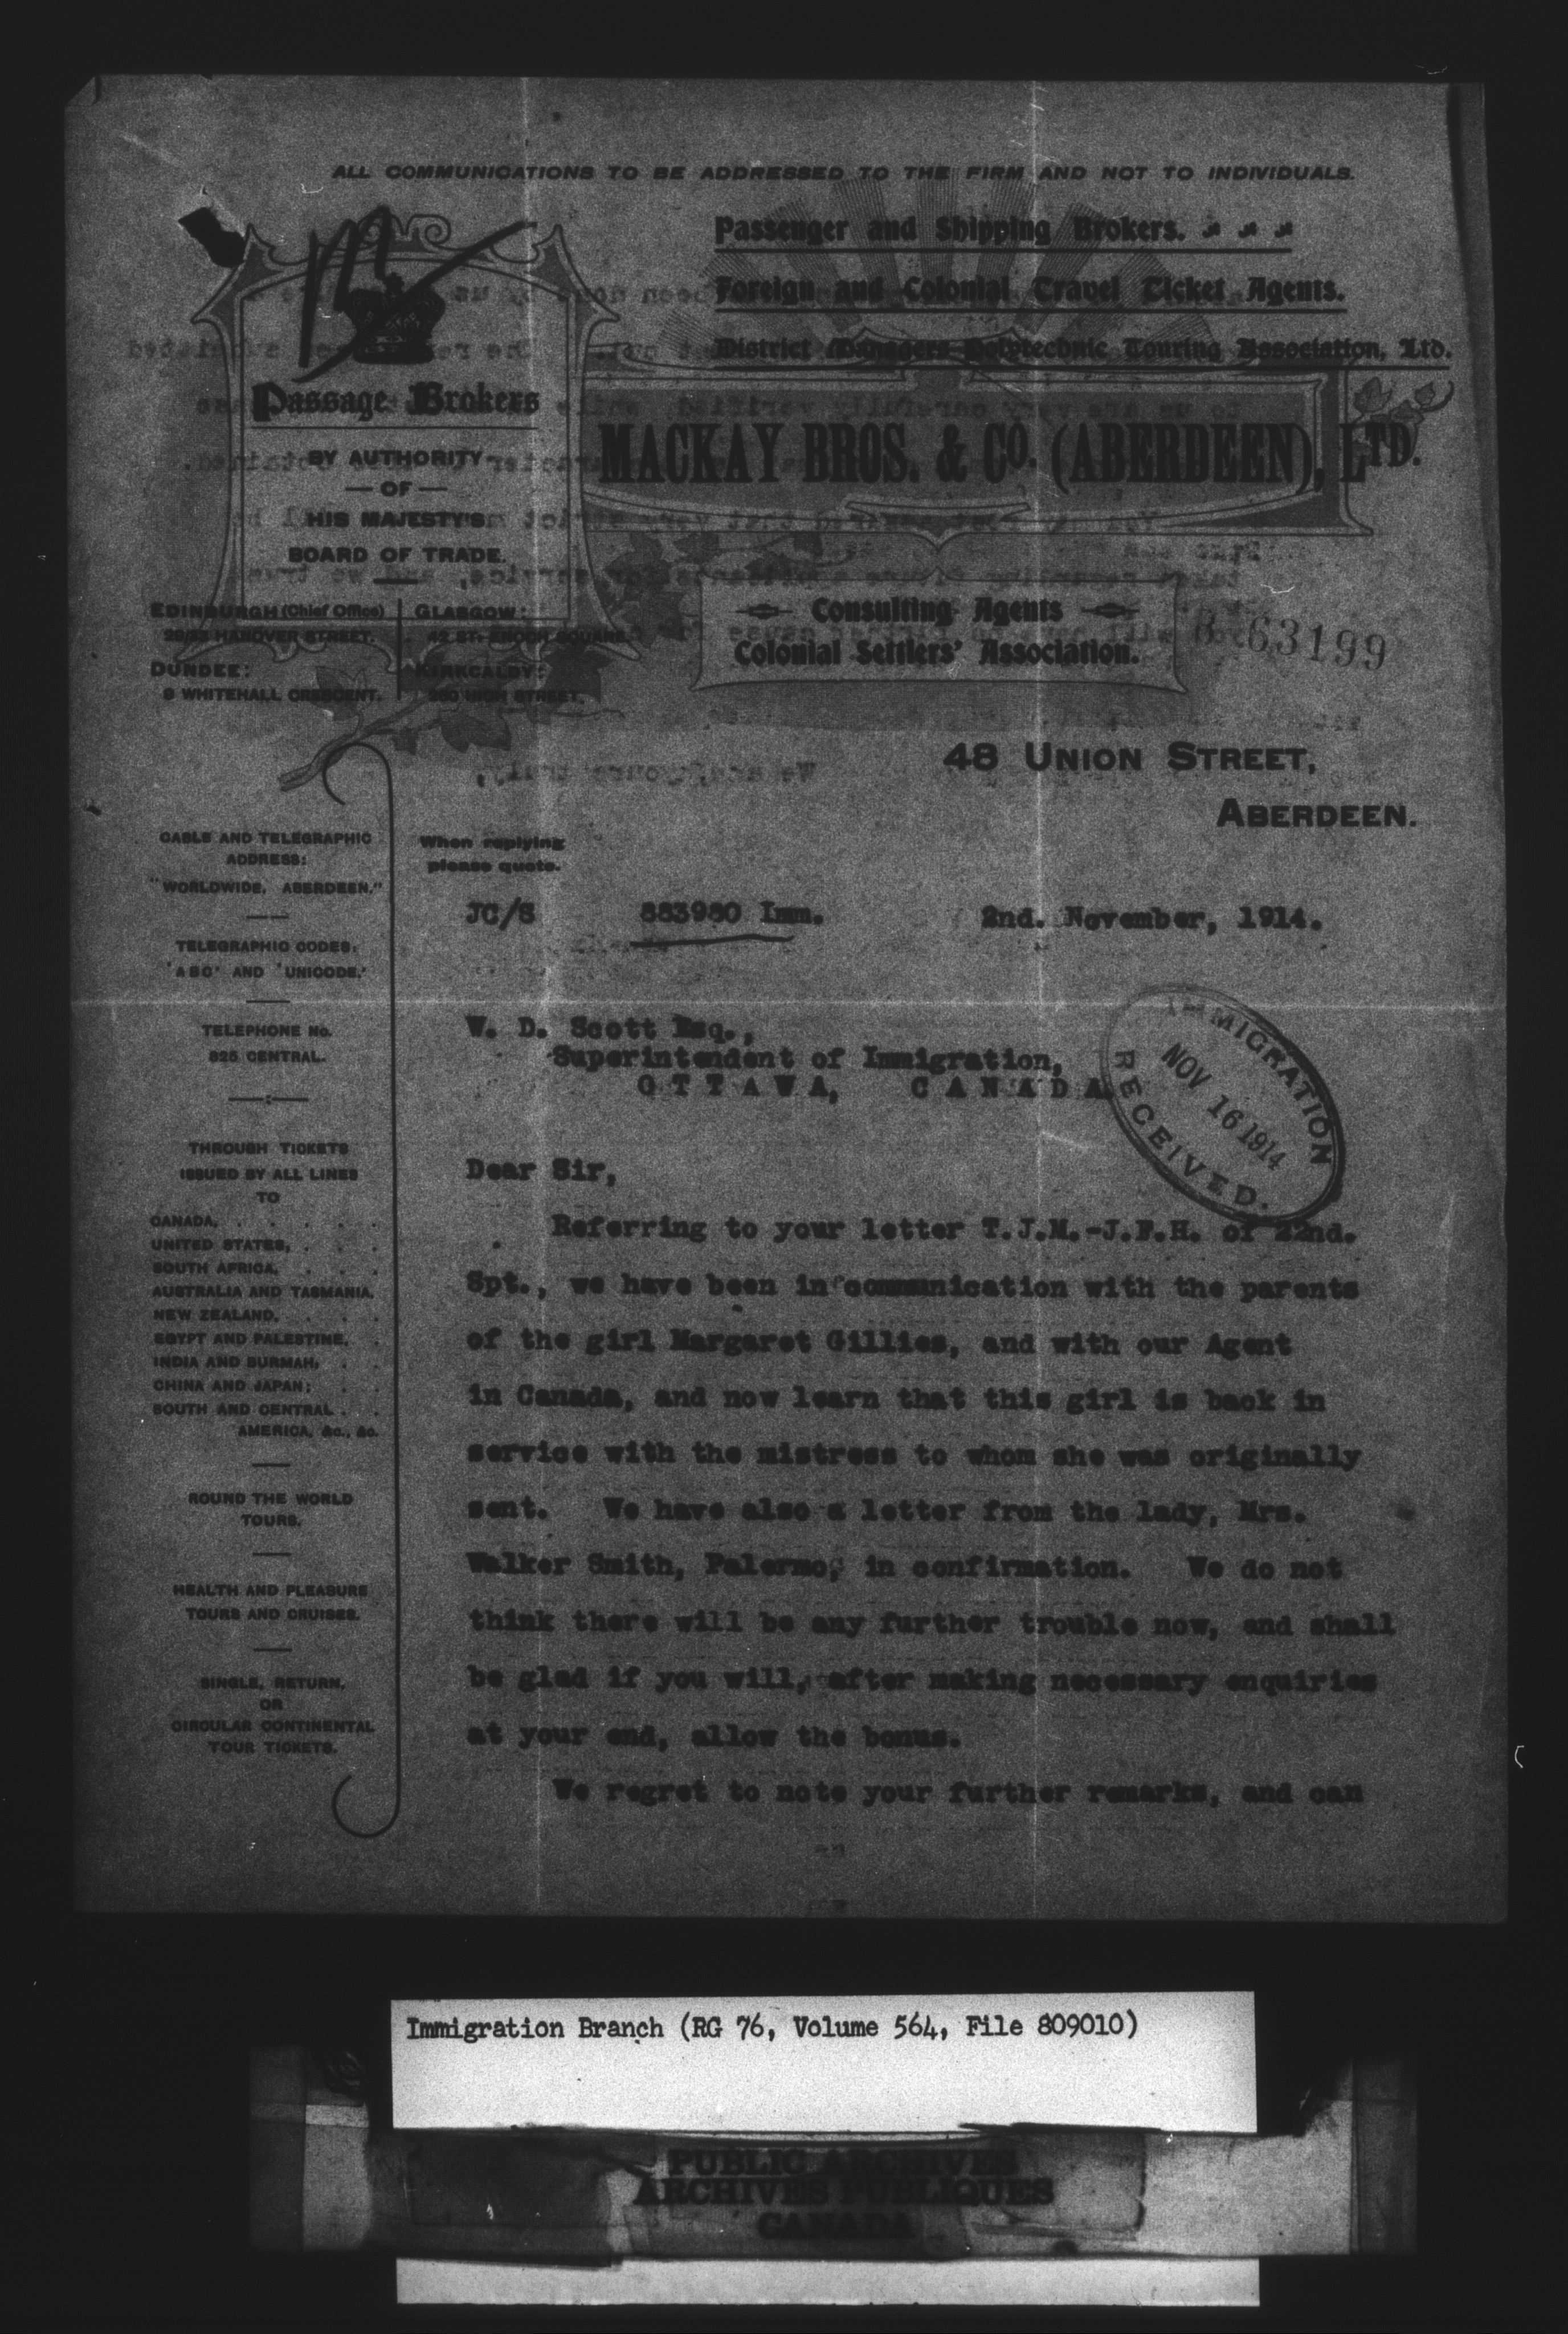 ALL COMMUNICATIONS TO BE ADDRESSED TO THE FIRM AND NOT TO INDIVIDUALS.
Passenger and Shipping Brokers.
Foreign and Colonial Travel Ticket Agents.
District Managers Polytechnic Touring Association, Ltd.
Passage Brokers
BY AUTHORITY
— OF —
HIS MAJESTY'S
BOARD OF TRADE.
MACKAY BROS. & CO. (ABERDEEN), LTD.
EDINBURGH (Chief Office)
HANOVER STREET.
GLASGOW:
42 ST. ENOCH SQUARE
DUNDEE:
9 WHITEHALL CRESCENT.
KIRKCALDY:
HIGH STREET.
Consulting Agents
Colonial Settlers' Association.
63199
48 UNION STREET,
ABERDEEN.
CABLE AND TELEGRAPHIC
ADDRESS:
"WORLDWIDE, ABERDEEN."
TELEGRAPHIC CODES:
'ABC' AND 'UNICODE.'
TELEPHONE No.
825 CENTRAL.
THROUGH TICKETS
ISSUED BY ALL LINES
TO
CANADA,
UNITED STATES,
SOUTH AFRICA,
AUSTRALIA AND TASMANIA,
NEW ZEALAND,
EGYPT AND PALESTINE,
INDIA AND BURMAH,
CHINA AND JAPAN;
SOUTH AND CENTRAL
AMERICA, &c., &c.
ROUND THE WORLD
TOURS.
HEALTH AND PLEASURE
TOURS AND CRUISES.
SINGLE, RETURN,
OR
CIRCULAR CONTINENTAL
TOUR TICKETS.
When replying
please quote.
JC/S 883980 Imm. 2nd. November, 1914.
W. D. Scott Esq.,
Superintendent of Immigration,
O T T A W A, C A N A D A
IMMIGRATION
NOV 16 1914
RECEIVED.
Dear Sir,
Referring to your letter T.J.M.-J.F.H. of 22nd.
Spt., we have been in communication with the parents
of the girl Margaret Gillies, and with our Agent
in Canada, and now learn that this girl is back in
service with the mistress to whom she was originally
sent. We have also a letter from the lady, Mrs.
Walker Smith, Palermo, in confirmation. We do not
think there will be any further trouble now, and shall
be glad if you will, after making necessary enquiries
at your end, allow the bonus.
We regret to note your further remarks, and can
Immigration Branch (RG 76, Volume 564, File 809010)
PUBLIC ARCHIVES
ARCHIVES PUBLIQUES
CANADA